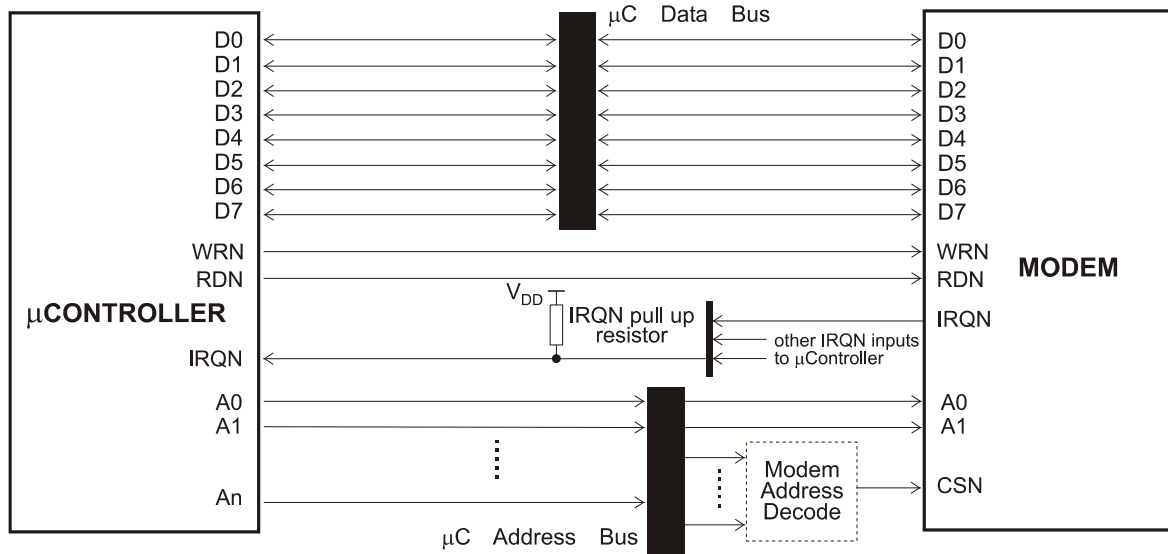 μC Data Bus
D0
D1
D2
D3
D4
D5
D6
D7
WRN
RDN
μCONTROLLER
IRQN
A0
A1
An
D0
D1
D2
D3
D4
D5
D6
D7
WRN
RDN
MODEM
IRQN
A0
A1
CSN
VDD
IRQN pull up
resistor
other IRQN inputs
to μController
Modem
Address
Decode
μC Address Bus